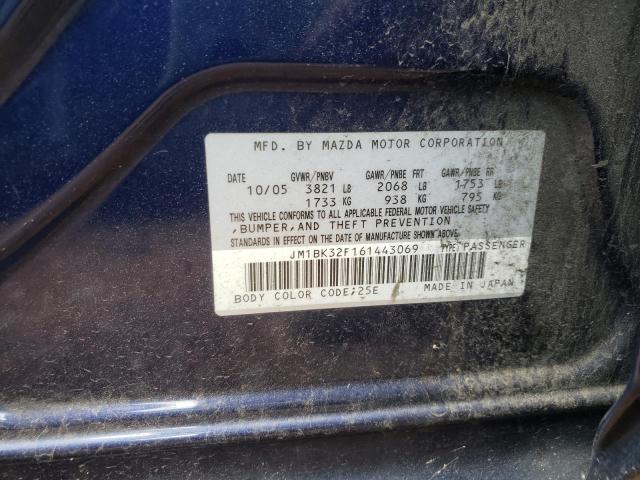 MFD. BY MAZDA MOTOR CORPORATION
DATE GVWR/PNBV GAWR/PNBE FRT GAWR/PNBE RR
10/05 3821 LB 2068 LB 1753 LB
1733 KG 938 KG 795 KG
THIS VEHICLE CONFORMS TO ALL APPLICABLE FEDERAL MOTOR VEHICLE SAFETY
,BUMPER,AND THEFT PREVENTION
STANDARDS IN EFFECT ON THE DATE OF MANUFACTURE SHOWN ABOVE.
JM1BK32F161443069 TYPE:PASSENGER
BODY COLOR CODE;25E MADE IN JAPAN